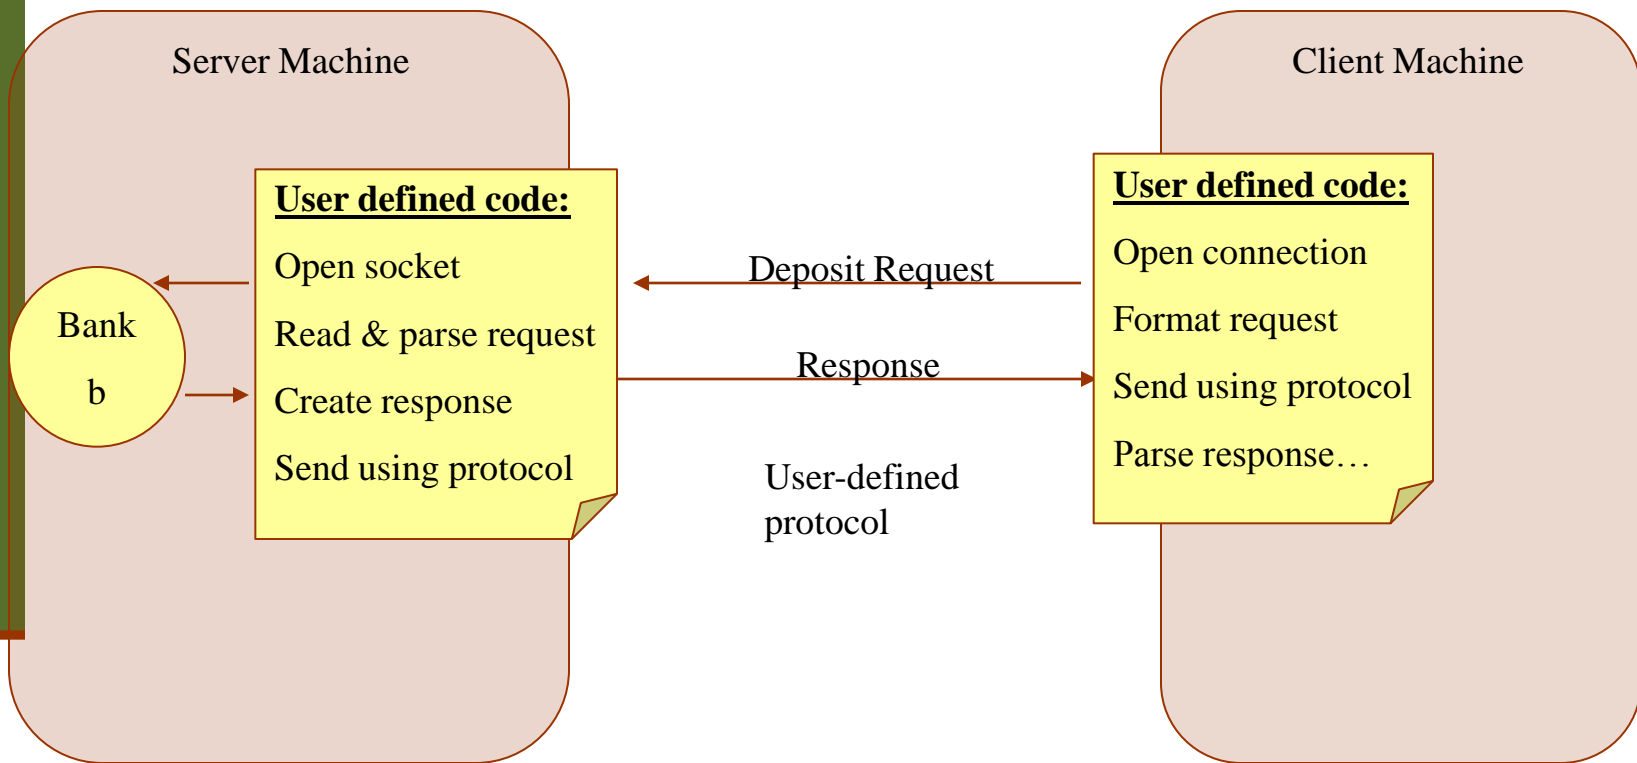 Server Machine
Client Machine
User defined code:
Open socket
Read & parse request
Create response
Send using protocol
Bank
b
Deposit Request
Response
User-defined
protocol
User defined code:
Open connection
Format request
Send using protocol
Parse response…